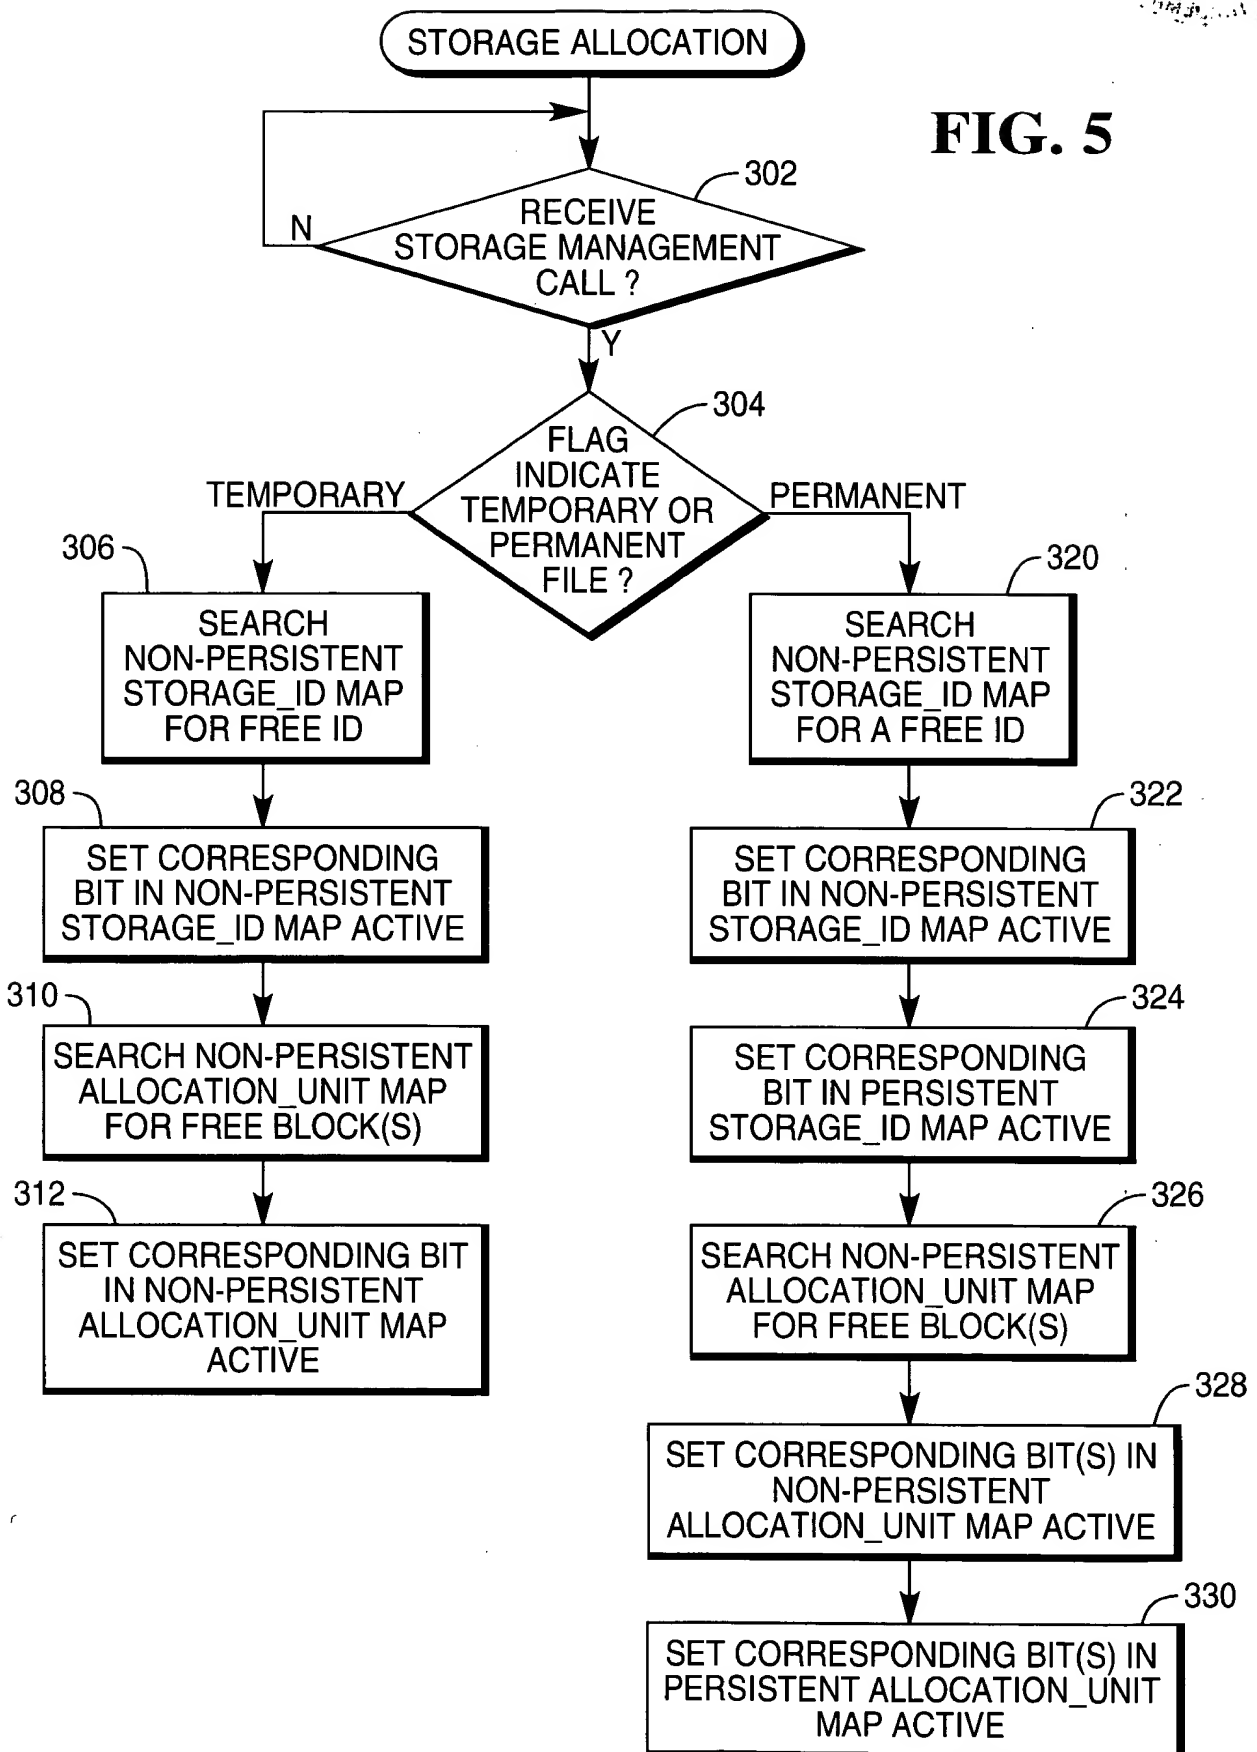 STORAGE ALLOCATION
FIG. 5
302
RECEIVE
STORAGE MANAGEMENT
CALL ?
N
Y
304
FLAG
INDICATE
TEMPORARY OR
PERMANENT
FILE ?
TEMPORARY
PERMANENT
306
SEARCH
NON-PERSISTENT
STORAGE_ID MAP
FOR FREE ID
308
SET CORRESPONDING
BIT IN NON-PERSISTENT
STORAGE_ID MAP ACTIVE
310
SEARCH NON-PERSISTENT
ALLOCATION_UNIT MAP
FOR FREE BLOCK(S)
312
SET CORRESPONDING BIT
IN NON-PERSISTENT
ALLOCATION_UNIT MAP
ACTIVE
320
SEARCH
NON-PERSISTENT
STORAGE_ID MAP
FOR A FREE ID
322
SET CORRESPONDING
BIT IN NON-PERSISTENT
STORAGE_ID MAP ACTIVE
324
SET CORRESPONDING
BIT IN PERSISTENT
STORAGE_ID MAP ACTIVE
326
SEARCH NON-PERSISTENT
ALLOCATION_UNIT MAP
FOR FREE BLOCK(S)
328
SET CORRESPONDING BIT(S) IN
NON-PERSISTENT
ALLOCATION_UNIT MAP ACTIVE
330
SET CORRESPONDING BIT(S) IN
PERSISTENT ALLOCATION_UNIT
MAP ACTIVE